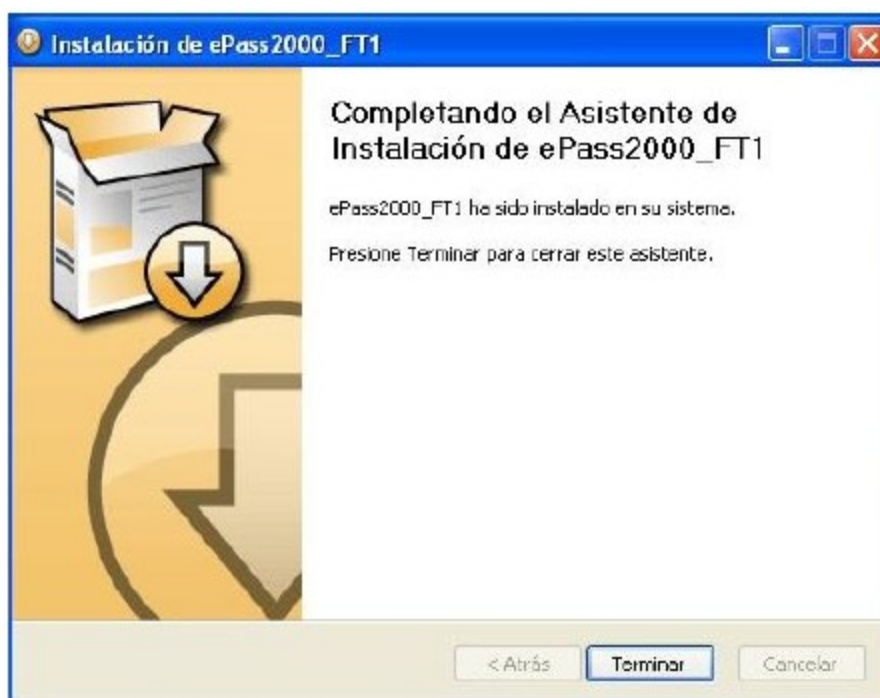 Instalación de ePass2000_FT1
Completando el Asistente de
Instalación de ePass2000_FT1
ePass2000_FT1 ha sido instalado en su sistema.
Presione Terminar para cerrar este asistente.
< Atrás
Terminar
Cancelar